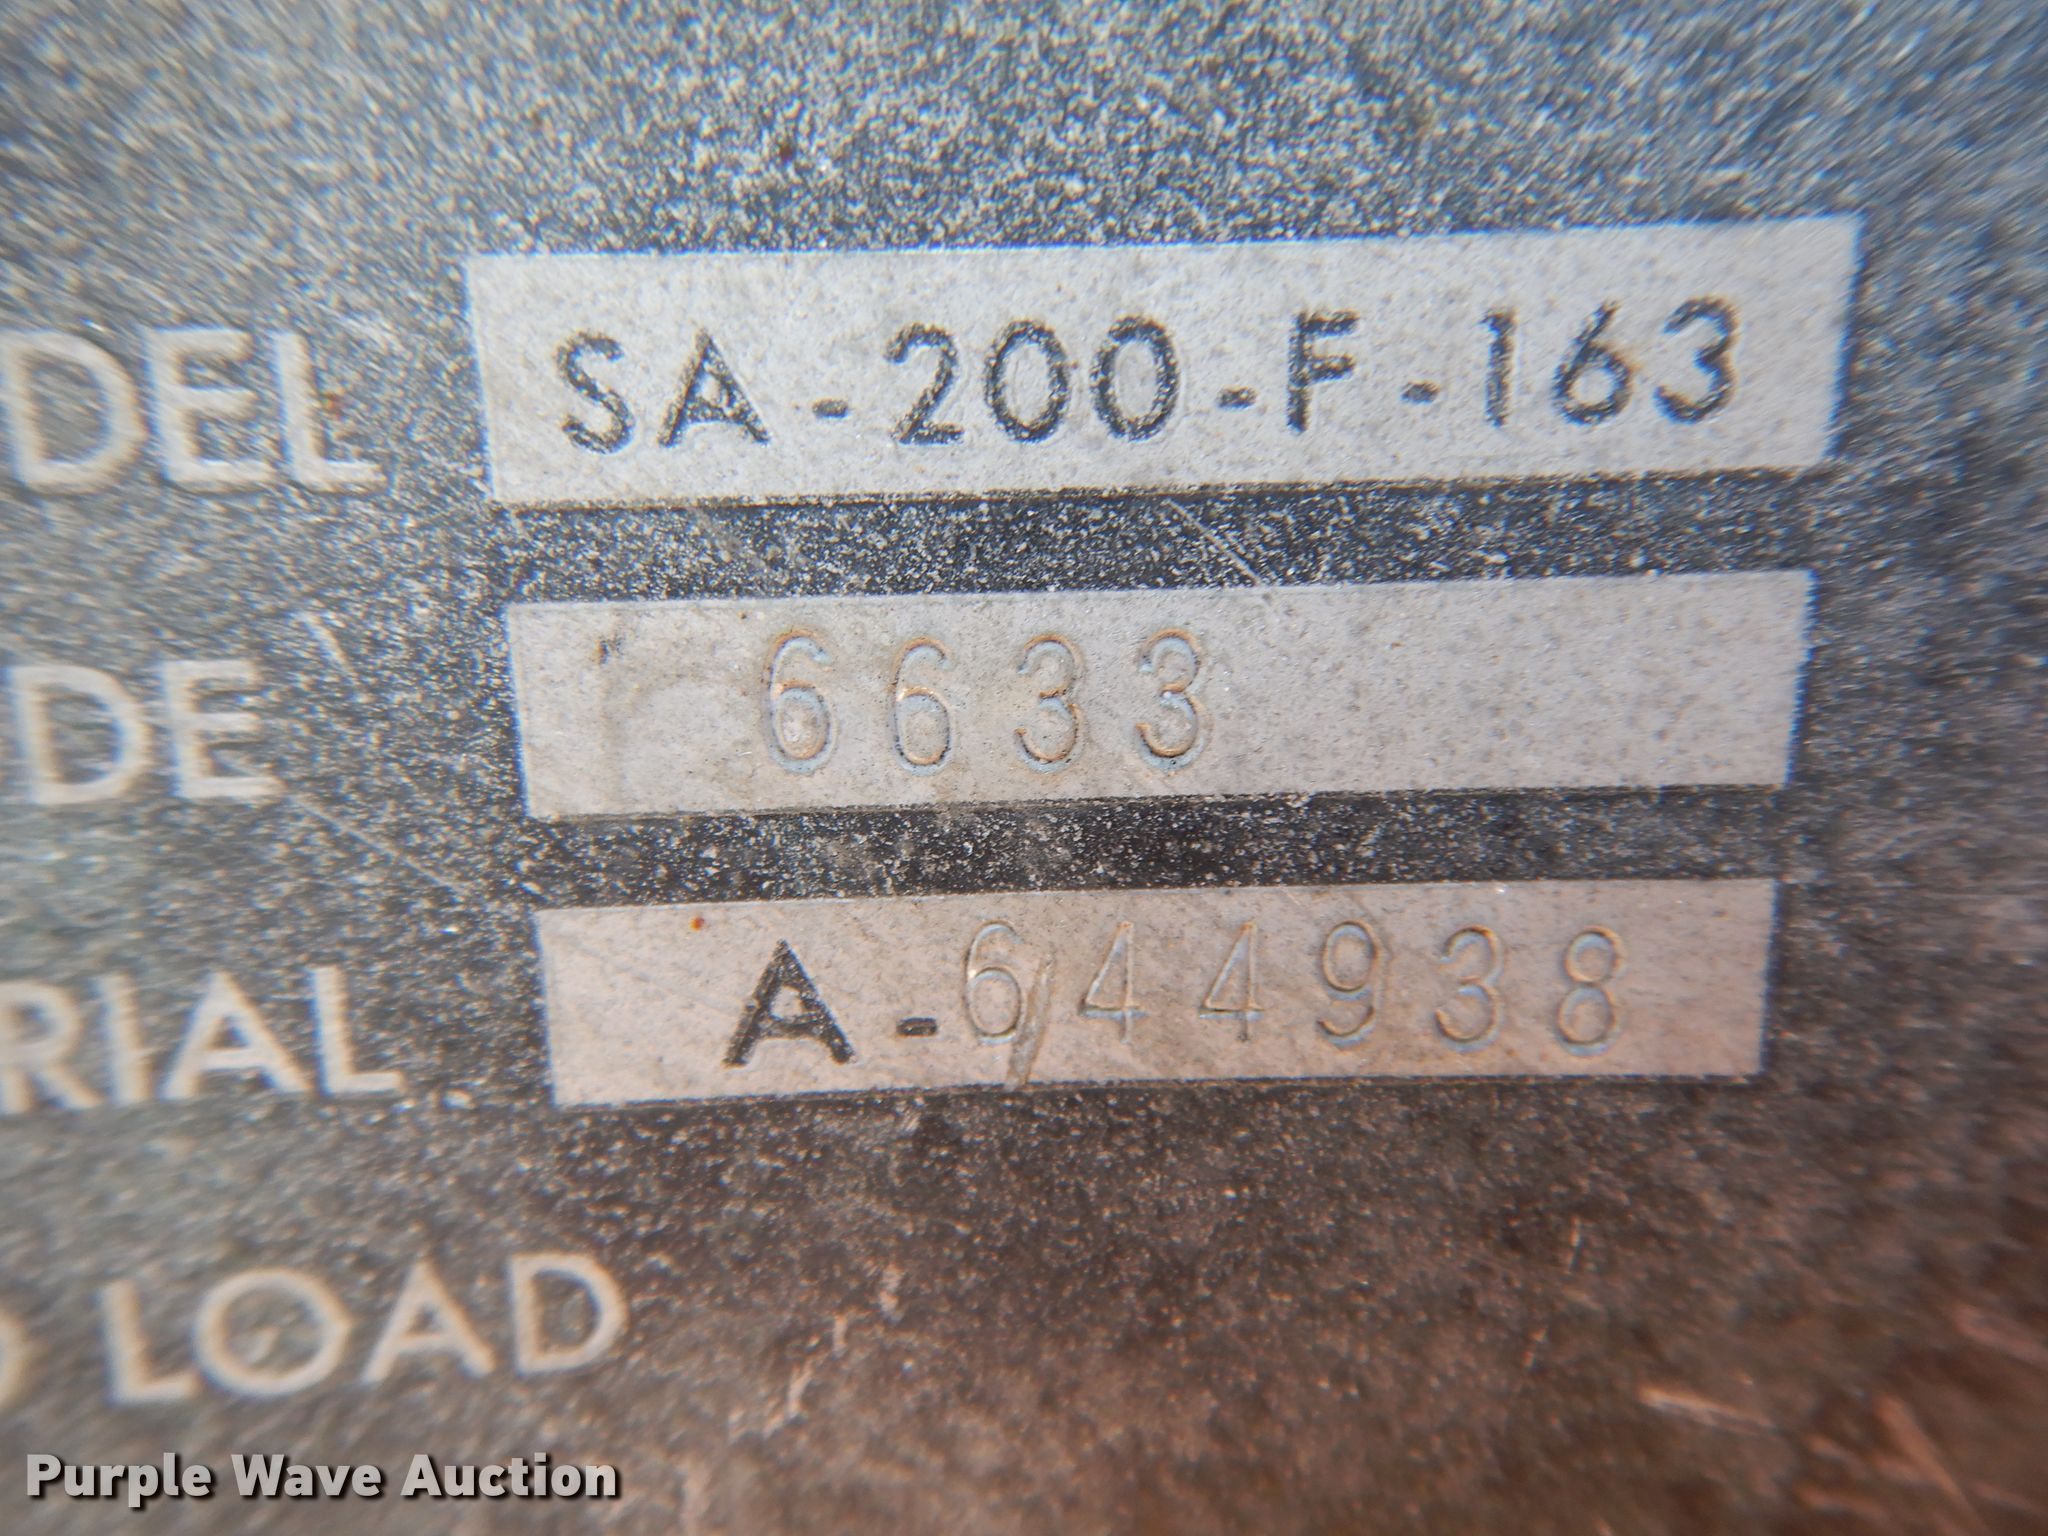 DEL SA-200-F-163
DE 6633
RIAL A-644938
O LOAD
Purple Wave Auction